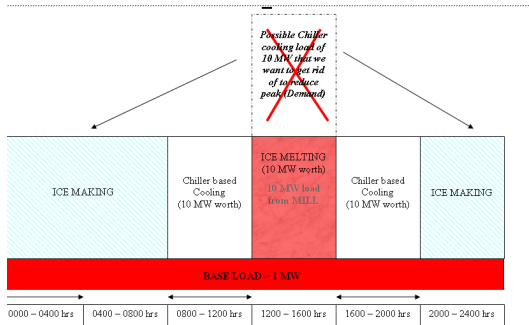 Possible Chiller
cooling load of
10 MW that we
want to get rid
of to reduce
peak (Demand)
ICE MAKING
Chiller based
Cooling
(10 MW worth)
ICE MELTING
(10 MW worth)
10 MW load
from MILL
Chiller based
Cooling
(10 MW worth)
ICE MAKING
BASE LOAD = 1 MW
0000 – 0400 hrs
0400 – 0800 hrs
0800 – 1200 hrs
1200 – 1600 hrs
1600 – 2000 hrs
2000 – 2400 hrs